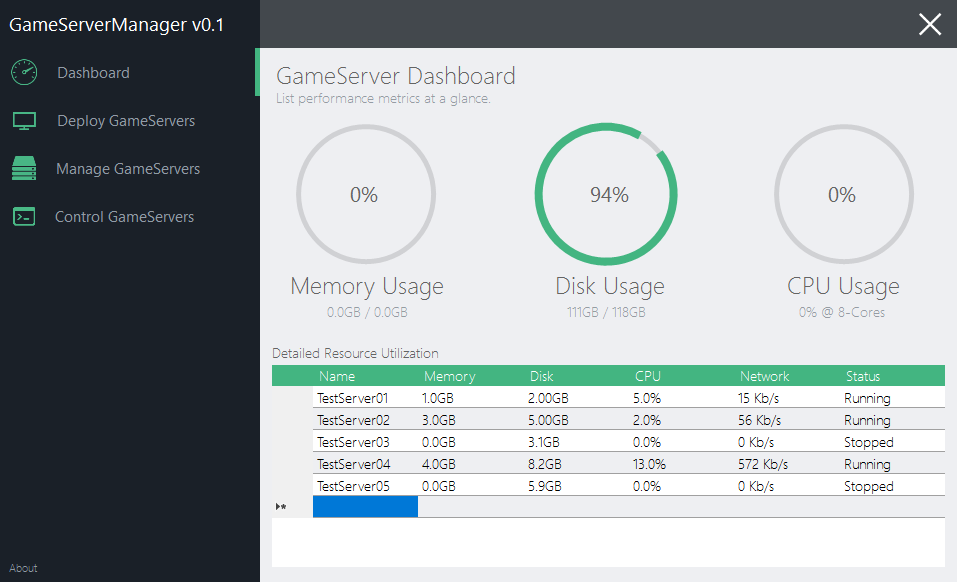 GameServerManager v0.1
Dashboard
Deploy GameServers
Manage GameServers
Control GameServers
About
GameServer Dashboard
List performance metrics at a glance.
0% 94% 0%
Memory Usage Disk Usage CPU Usage
0.0GB / 0.0GB 111GB / 118GB 0% @ 8-Cores
Detailed Resource Utilization
Name Memory Disk CPU Network Status
TestServer01 1.0GB 2.00GB 5.0% 15 Kb/s Running
TestServer02 3.0GB 5.00GB 2.0% 56 Kb/s Running
TestServer03 0.0GB 3.1GB 0.0% 0 Kb/s Stopped
TestServer04 4.0GB 8.2GB 13.0% 572 Kb/s Running
TestServer05 0.0GB 5.9GB 0.0% 0 Kb/s Stopped